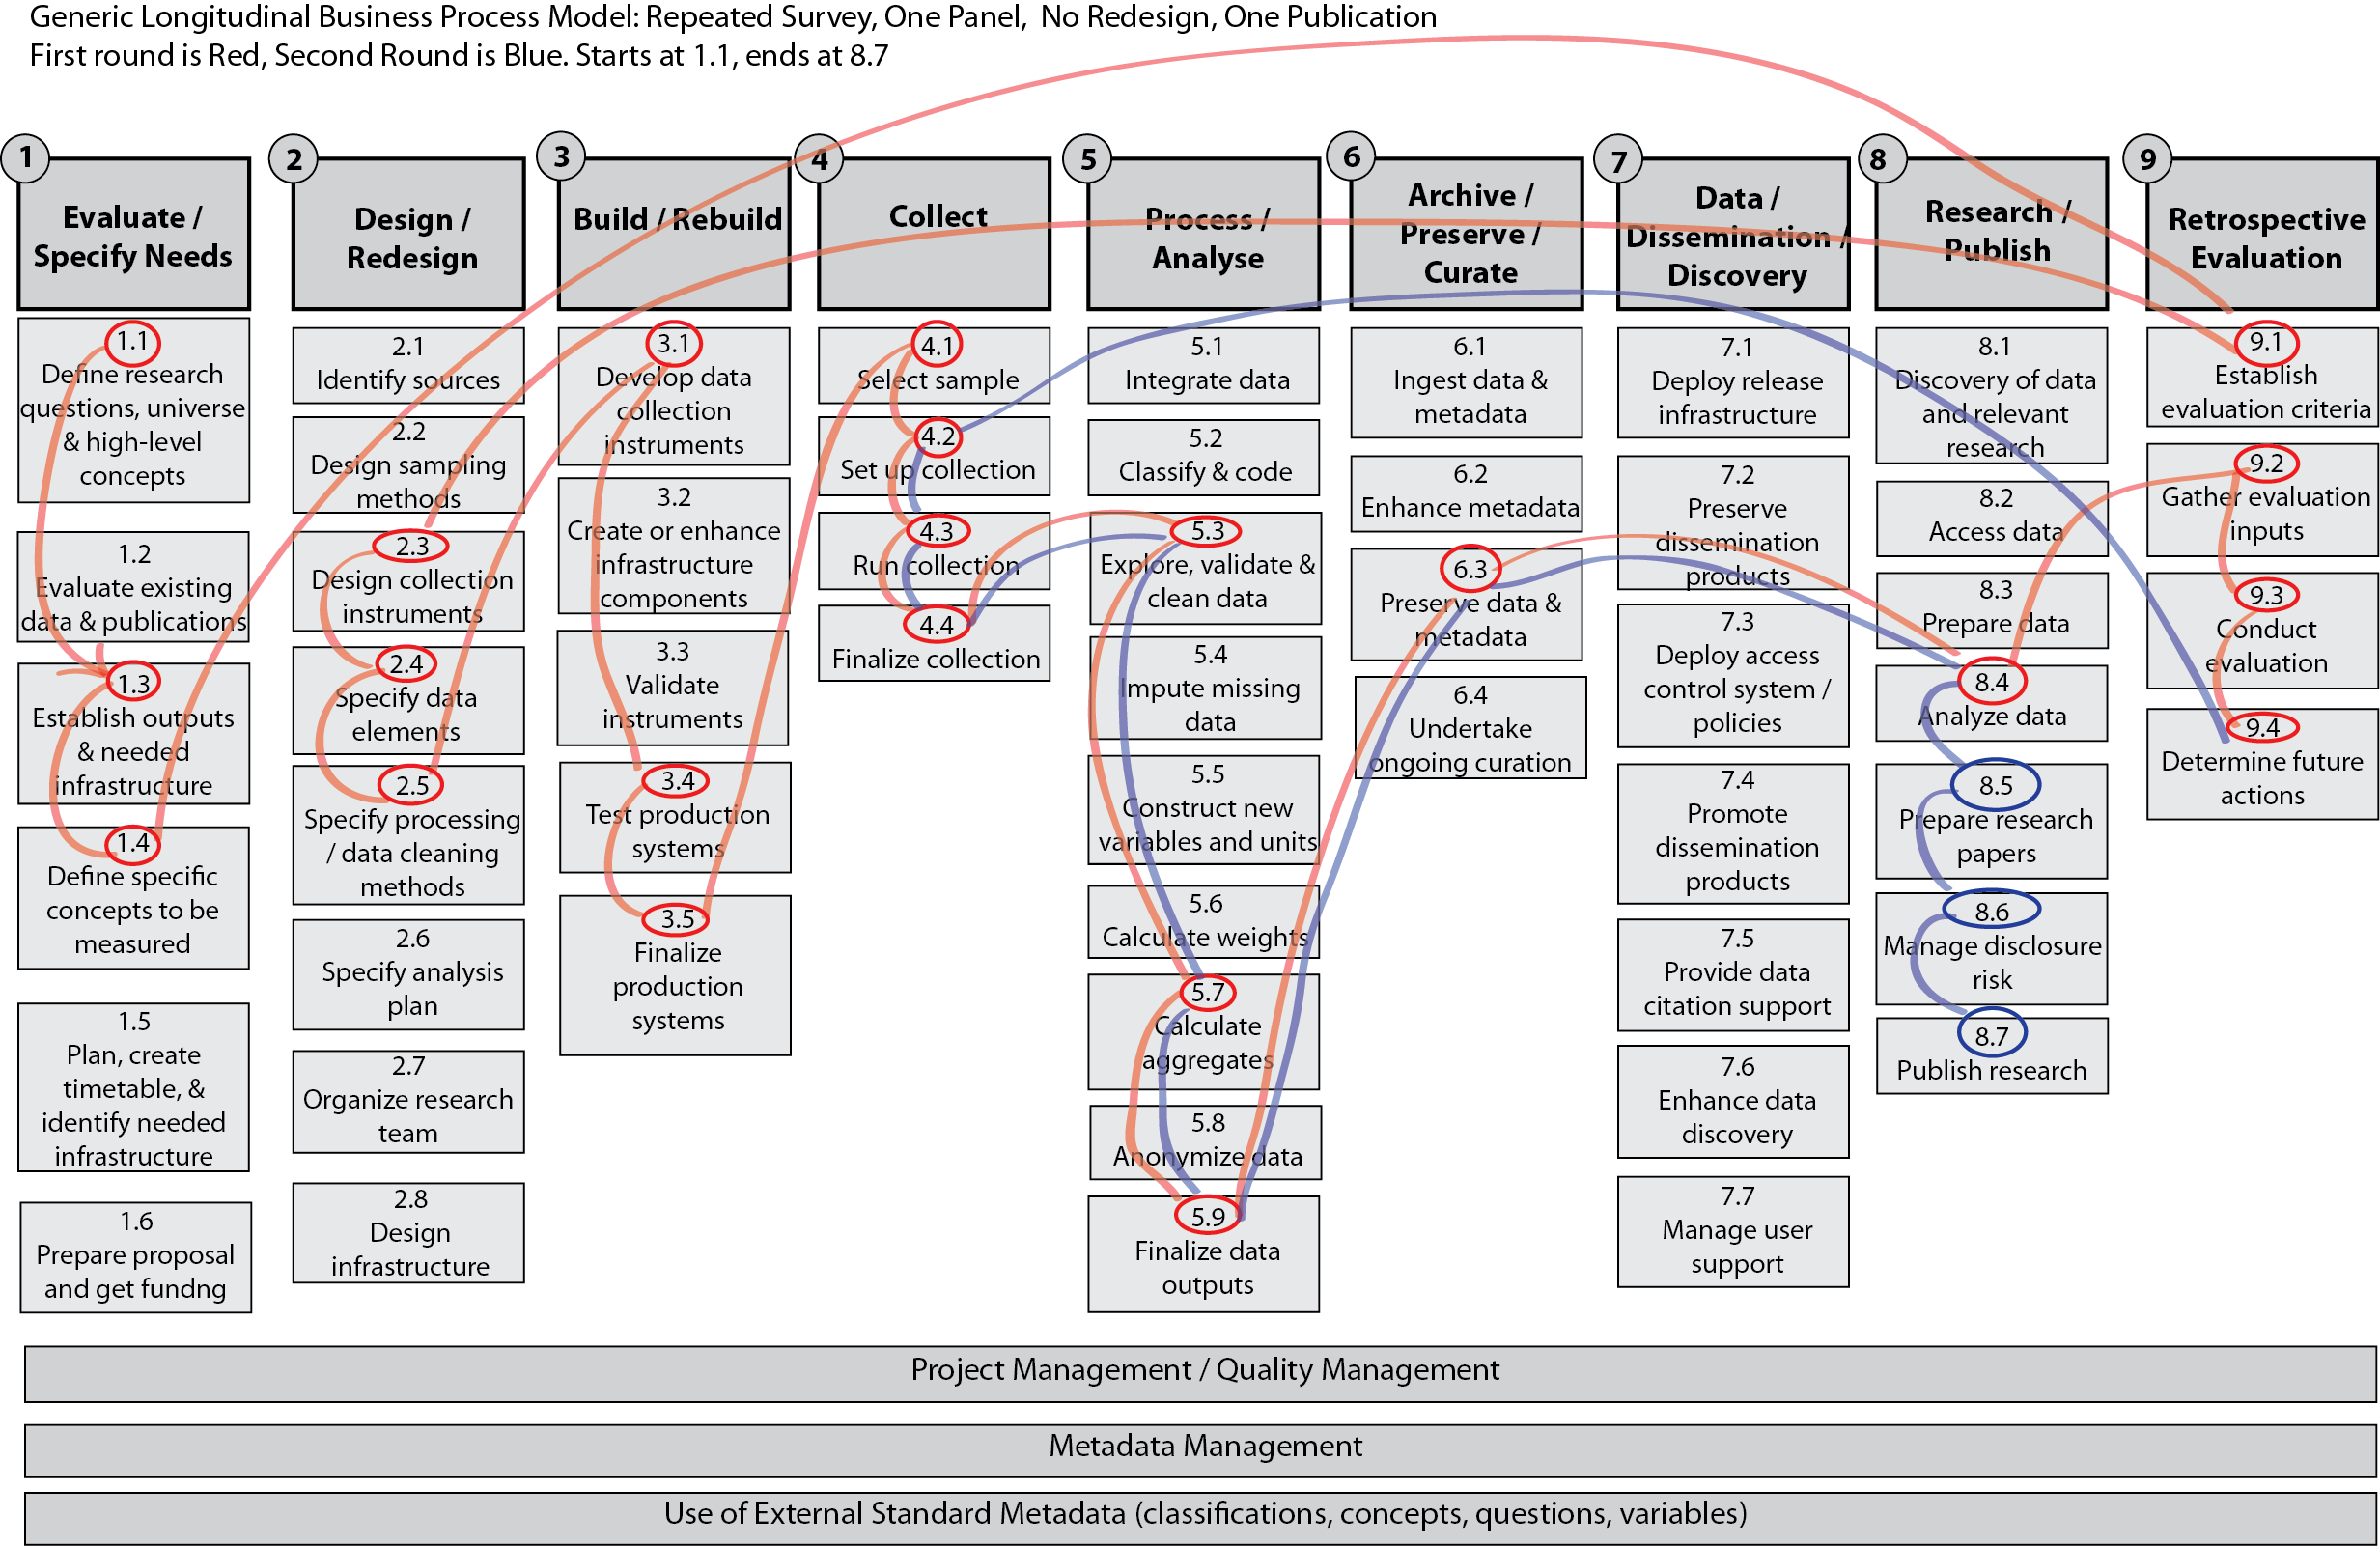 Generic Longitudinal Business Process Model: Repeated Survey, One Panel,  No Redesign, One Publication
First round is Red, Second Round is Blue. Starts at 1.1, ends at 8.7
1
Evaluate /
Specify Needs
1.1
Define research
questions, universe
& high-level
concepts
1.2
Evaluate existing
data & publications
1.3
Establish outputs
& needed
infrastructure
1.4
Define specific
concepts to be
measured
1.5
Plan, create
timetable, &
identify needed
infrastructure
1.6
Prepare proposal
and get fundng
2
Design /
Redesign
2.1
Identify sources
2.2
Design sampling
methods
2.3
Design collection
instruments
2.4
Specify data
elements
2.5
Specify processing
/ data cleaning
methods
2.6
Specify analysis
plan
2.7
Organize research
team
2.8
Design
infrastructure
3
Build / Rebuild
3.1
Develop data
collection
instruments
3.2
Create or enhance
infrastructure
components
3.3
Validate
instruments
3.4
Test production
systems
3.5
Finalize
production
systems
4
Collect
4.1
Select sample
4.2
Set up collection
4.3
Run collection
4.4
Finalize collection
5
Process /
Analyse
5.1
Integrate data
5.2
Classify & code
5.3
Explore, validate &
clean data
5.4
Impute missing
data
5.5
Construct new
variables and units
5.6
Calculate weights
5.7
Calculate
aggregates
5.8
Anonymize data
5.9
Finalize data
outputs
6
Archive /
Preserve /
Curate
6.1
Ingest data &
metadata
6.2
Enhance metadata
6.3
Preserve data &
metadata
6.4
Undertake
ongoing curation
7
Data /
Dissemination /
Discovery
7.1
Deploy release
infrastructure
7.2
Preserve
dissemination
products
7.3
Deploy access
control system /
policies
7.4
Promote
dissemination
products
7.5
Provide data
citation support
7.6
Enhance data
discovery
7.7
Manage user
support
8
Research /
Publish
8.1
Discovery of data
and relevant
research
8.2
Access data
8.3
Prepare data
8.4
Analyze data
8.5
Prepare research
papers
8.6
Manage disclosure
risk
8.7
Publish research
9
Retrospective
Evaluation
9.1
Establish
evaluation criteria
9.2
Gather evaluation
inputs
9.3
Conduct
evaluation
9.4
Determine future
actions
Project Management / Quality Management
Metadata Management
Use of External Standard Metadata (classifications, concepts, questions, variables)